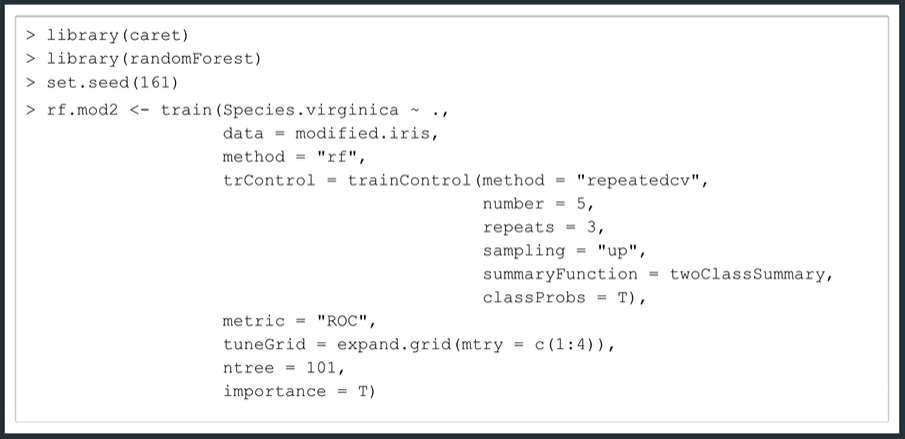 > library(caret)
> library(randomForest)
> set.seed(161)
> rf.mod2 <- train(Species.virginica ~ .,
data = modified.iris,
method = "rf",
trControl = trainControl(method = "repeatedcv",
number = 5,
repeats = 3,
sampling = "up",
summaryFunction = twoClassSummary,
classProbs = T),
metric = "ROC",
tuneGrid = expand.grid(mtry = c(1:4)),
ntree = 101,
importance = T)